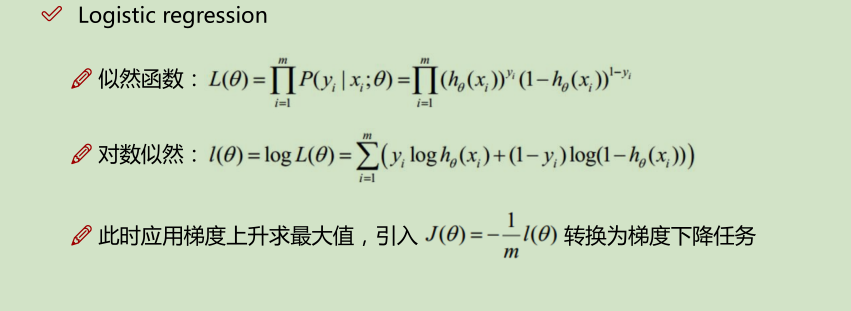 Logistic regression
似然函数：L(θ)=∏_{i=1}^{m} P(y_i | x_i;θ)=∏_{i=1}^{m} (h_θ(x_i))^{y_i} (1−h_θ(x_i))^{1−y_i}
对数似然：l(θ)=log L(θ)=∑_{i=1}^{m} (y_i log h_θ(x_i)+(1−y_i)log(1−h_θ(x_i)))
此时应用梯度上升求最大值，引入 J(θ)=−\frac{1}{m} l(θ) 转换为梯度下降任务